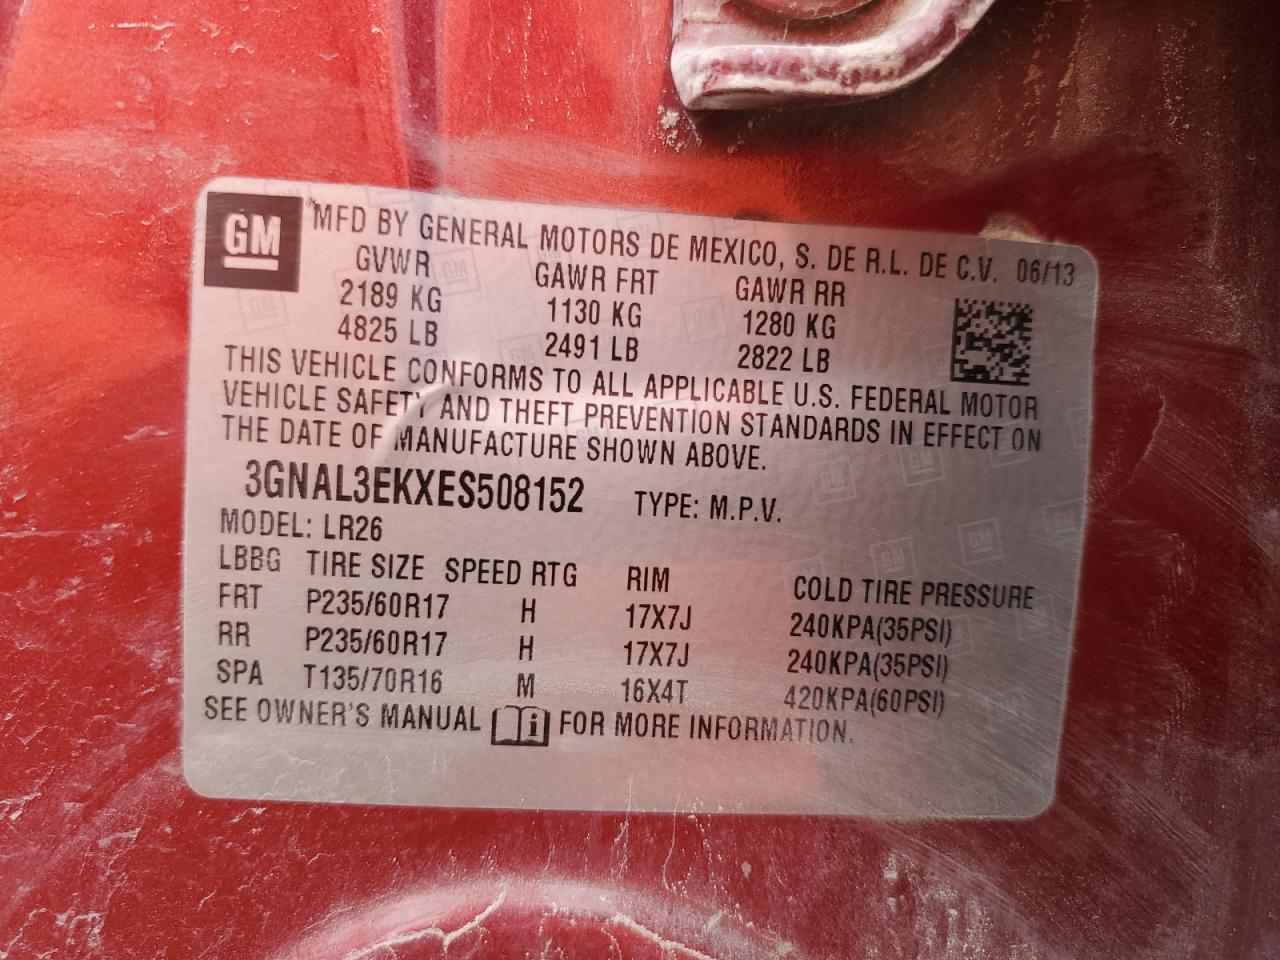 GM
MFD BY GENERAL MOTORS DE MEXICO, S. DE R.L. DE C.V. 06/13
GVWR GAWR FRT GAWR RR
2189 KG 1130 KG 1280 KG
4825 LB 2491 LB 2822 LB
THIS VEHICLE CONFORMS TO ALL APPLICABLE U.S. FEDERAL MOTOR
VEHICLE SAFETY AND THEFT PREVENTION STANDARDS IN EFFECT ON
THE DATE OF MANUFACTURE SHOWN ABOVE.
3GNAL3EKXES508152 TYPE: M.P.V.
MODEL: LR26
LBBG TIRE SIZE SPEED RTG RIM COLD TIRE PRESSURE
FRT P235/60R17 H 17X7J 240KPA(35PSI)
RR P235/60R17 H 17X7J 240KPA(35PSI)
SPA T135/70R16 M 16X4T 420KPA(60PSI)
SEE OWNER'S MANUAL i FOR MORE INFORMATION.